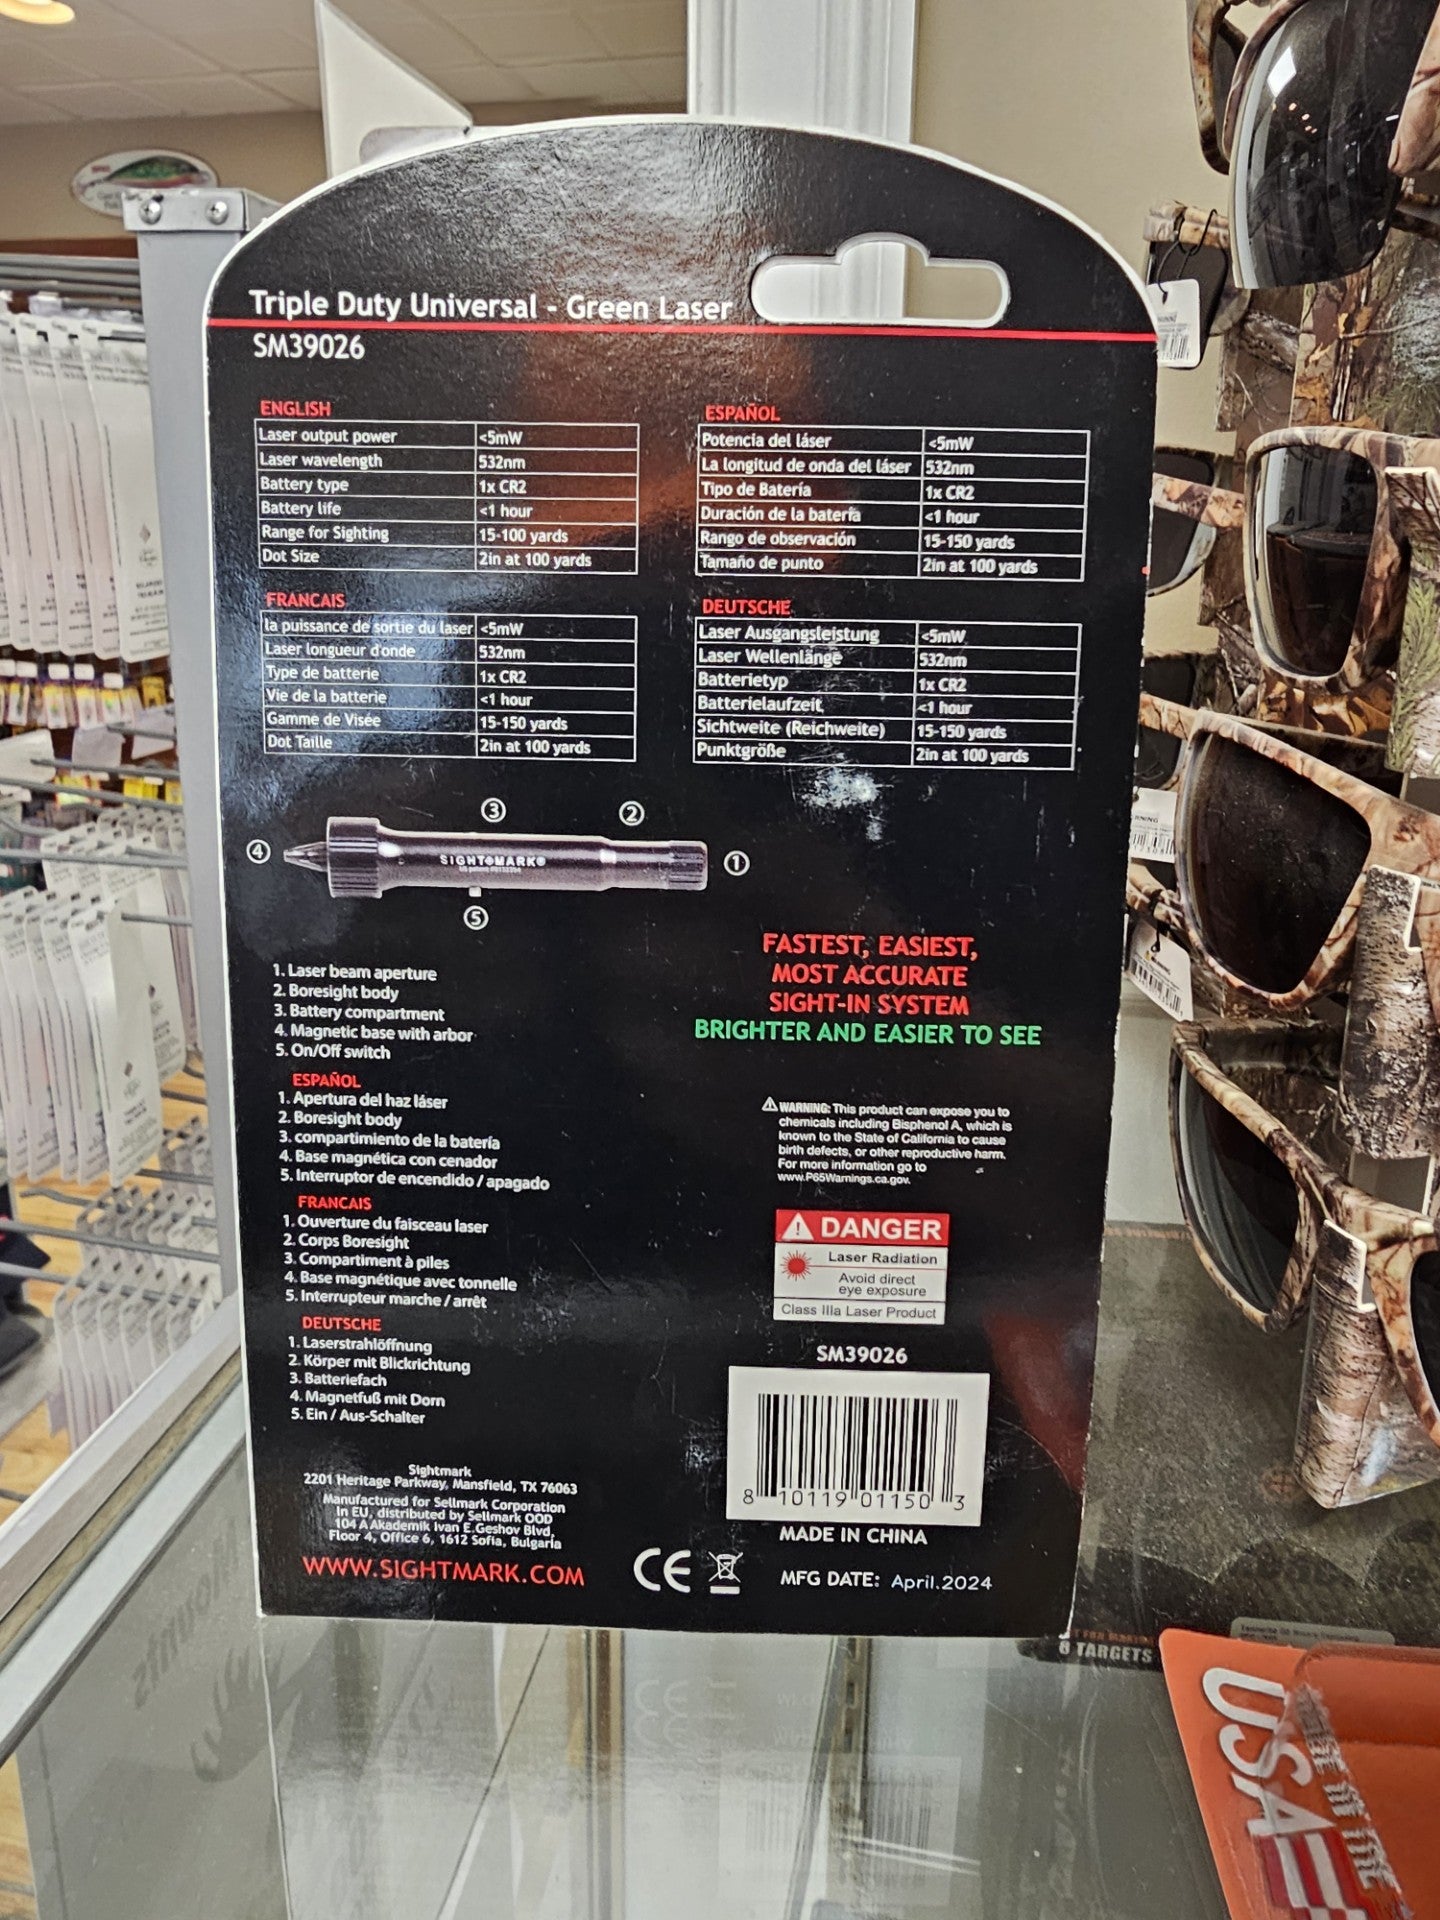 Triple Duty Universal - Green Laser
SM39026
ENGLISH
Laser output power <5mW
Laser wavelength 532nm
Battery type 1x CR2
Battery life <1 hour
Range for Sighting 15-100 yards
Dot Size 2in at 100 yards
ESPAÑOL
Potencia del láser <5mW
La longitud de onda del láser 532nm
Tipo de Batería 1x CR2
Duración de la batería <1 hour
Rango de observación 15-150 yards
Tamaño de punto 2in at 100 yards
FRANCAIS
la puissance de sortie du laser <5mW
Laser longueur d'onde 532nm
Type de batterie 1x CR2
Vie de la batterie <1 hour
Gamme de Visée 15-150 yards
Dot Taille 2in at 100 yards
DEUTSCHE
Laser Ausgangsleistung <5mW
Laser Wellenlänge 532nm
Batterietyp 1x CR2
Batterielaufzeit <1 hour
Sichtweite (Reichweite) 15-150 yards
Punktgröße 2in at 100 yards
3 2
4 SIGHTMARK® 1
5
1. Laser beam aperture
2. Boresight body
3. Battery compartment
4. Magnetic base with arbor
5. On/Off switch
ESPAÑOL
1. Apertura del haz láser
2. Boresight body
3. compartimiento de la batería
4. Base magnética con cenador
5. Interruptor de encendido / apagado
FRANCAIS
1. Ouverture du faisceau laser
2. Corps Boresight
3. Compartiment à piles
4. Base magnétique avec tonnelle
5. Interrupteur marche / arrêt
DEUTSCHE
1. Laserstrahlöffnung
2. Körper mit Blickrichtung
3. Batteriefach
4. Magnetfuß mit Dorn
5. Ein / Aus-Schalter
Sightmark
2201 Heritage Parkway, Mansfield, TX 76063
Manufactured for Sellmark Corporation
In EU, distributed by Sellmark OOD
104 A Akademik Ivan E.Geshov Blvd,
Floor 4, Office 6, 1612 Sofia, Bulgaria
WWW.SIGHTMARK.COM
FASTEST, EASIEST,
MOST ACCURATE
SIGHT-IN SYSTEM
BRIGHTER AND EASIER TO SEE
WARNING: This product can expose you to
chemicals including Bisphenol A, which is
known to the State of California to cause
birth defects, or other reproductive harm.
For more information go to
www.P65Warnings.ca.gov.
DANGER
Laser Radiation
Avoid direct
eye exposure
Class IIIa Laser Product
SM39026
8 10119 01150 3
MADE IN CHINA
CE
MFG DATE: April.2024
8 TARGETS
USA